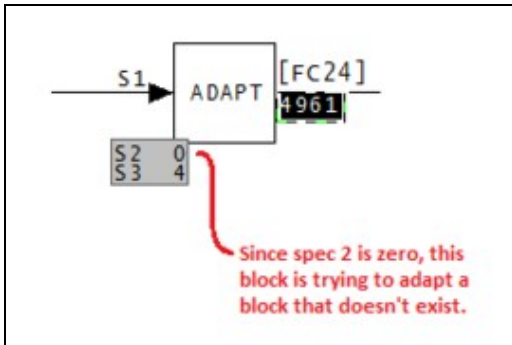 S1
ADAPT
[FC24]
4961
S2 0
S3 4
Since spec 2 is zero, this
block is trying to adapt a
block that doesn't exist.